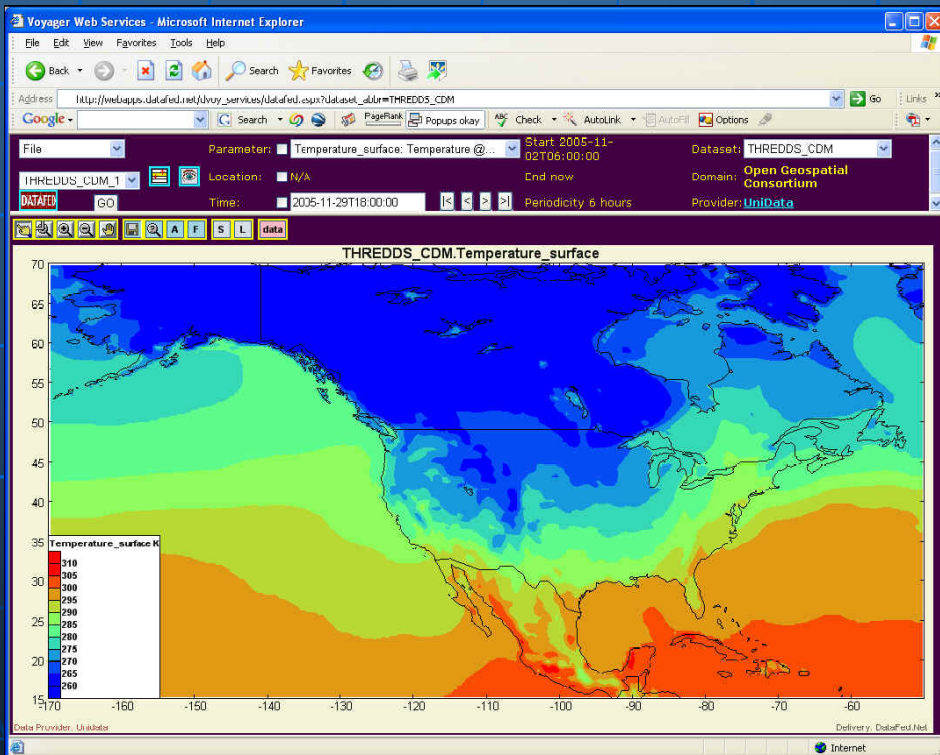 Voyager Web Services - Microsoft Internet Explorer
File Edit View Favorites Tools Help
Back Search Favorites
Address http://webapps.datafed.net/dvoy_services/datafed.aspx?dataset_abbr=THREDDS_CDM Go Links »
Google Search PageRank Popups okay ABC Check AutoLink AutoFill Options
File Parameter: Temperature_surface: Temperature @... Start 2005-11-02T06:00:00 Dataset: THREDDS_CDM
THREDDS_CDM_1 Location: N/A End now Domain: Open Geospatial Consortium
DATAFED GO Time: 2005-11-29T18:00:00 |< < > >| Periodicity 6 hours Provider: UniData
A F S L data
THREDDS_CDM.Temperature_surface
70
65
60
55
50
45
40
35
30
25
20
15
Temperature_surface K
310
305
300
295
290
285
280
275
270
265
260
-170 -160 -150 -140 -130 -120 -110 -100 -90 -80 -70 -60
Data Provider: Unidata Delivery: DataFed.Net
Internet